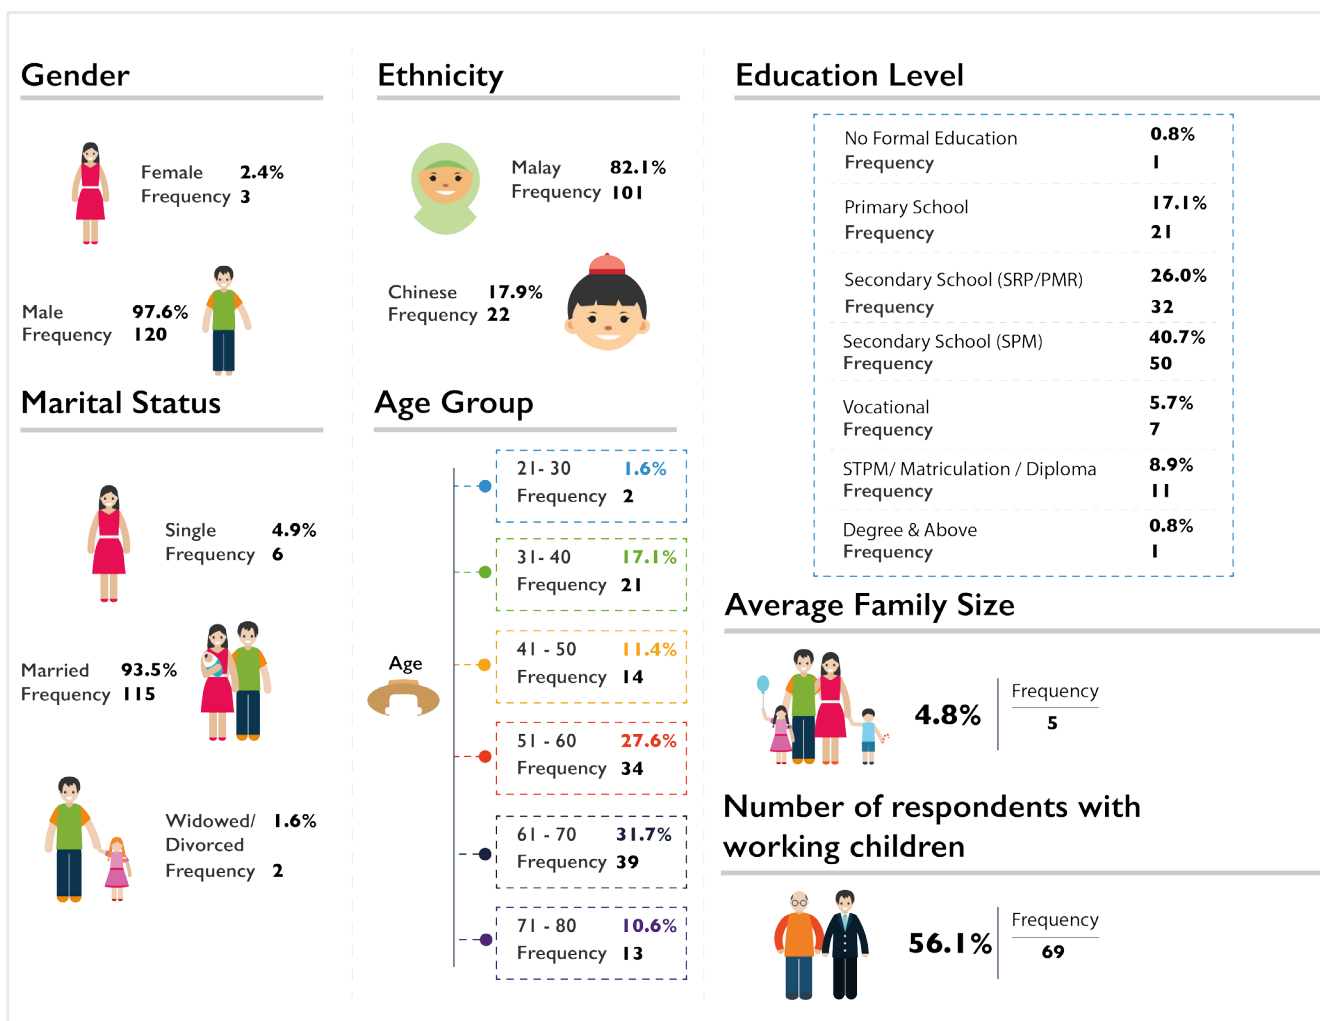 Gender
Female 2.4%
Frequency 3
Male 97.6%
Frequency 120
Marital Status
Single 4.9%
Frequency 6
Married 93.5%
Frequency 115
Widowed/ 1.6%
Divorced
Frequency 2
Ethnicity
Malay 82.1%
Frequency 101
Chinese 17.9%
Frequency 22
Age Group
Age
21- 30 1.6%
Frequency 2
31- 40 17.1%
Frequency 21
41 - 50 11.4%
Frequency 14
51 - 60 27.6%
Frequency 34
61 - 70 31.7%
Frequency 39
71 - 80 10.6%
Frequency 13
Education Level
No Formal Education 0.8%
Frequency 1
Primary School 17.1%
Frequency 21
Secondary School (SRP/PMR) 26.0%
Frequency 32
Secondary School (SPM) 40.7%
Frequency 50
Vocational 5.7%
Frequency 7
STPM/ Matriculation / Diploma 8.9%
Frequency 11
Degree & Above 0.8%
Frequency 1
Average Family Size
4.8%
Frequency
5
Number of respondents with
working children
56.1%
Frequency
69